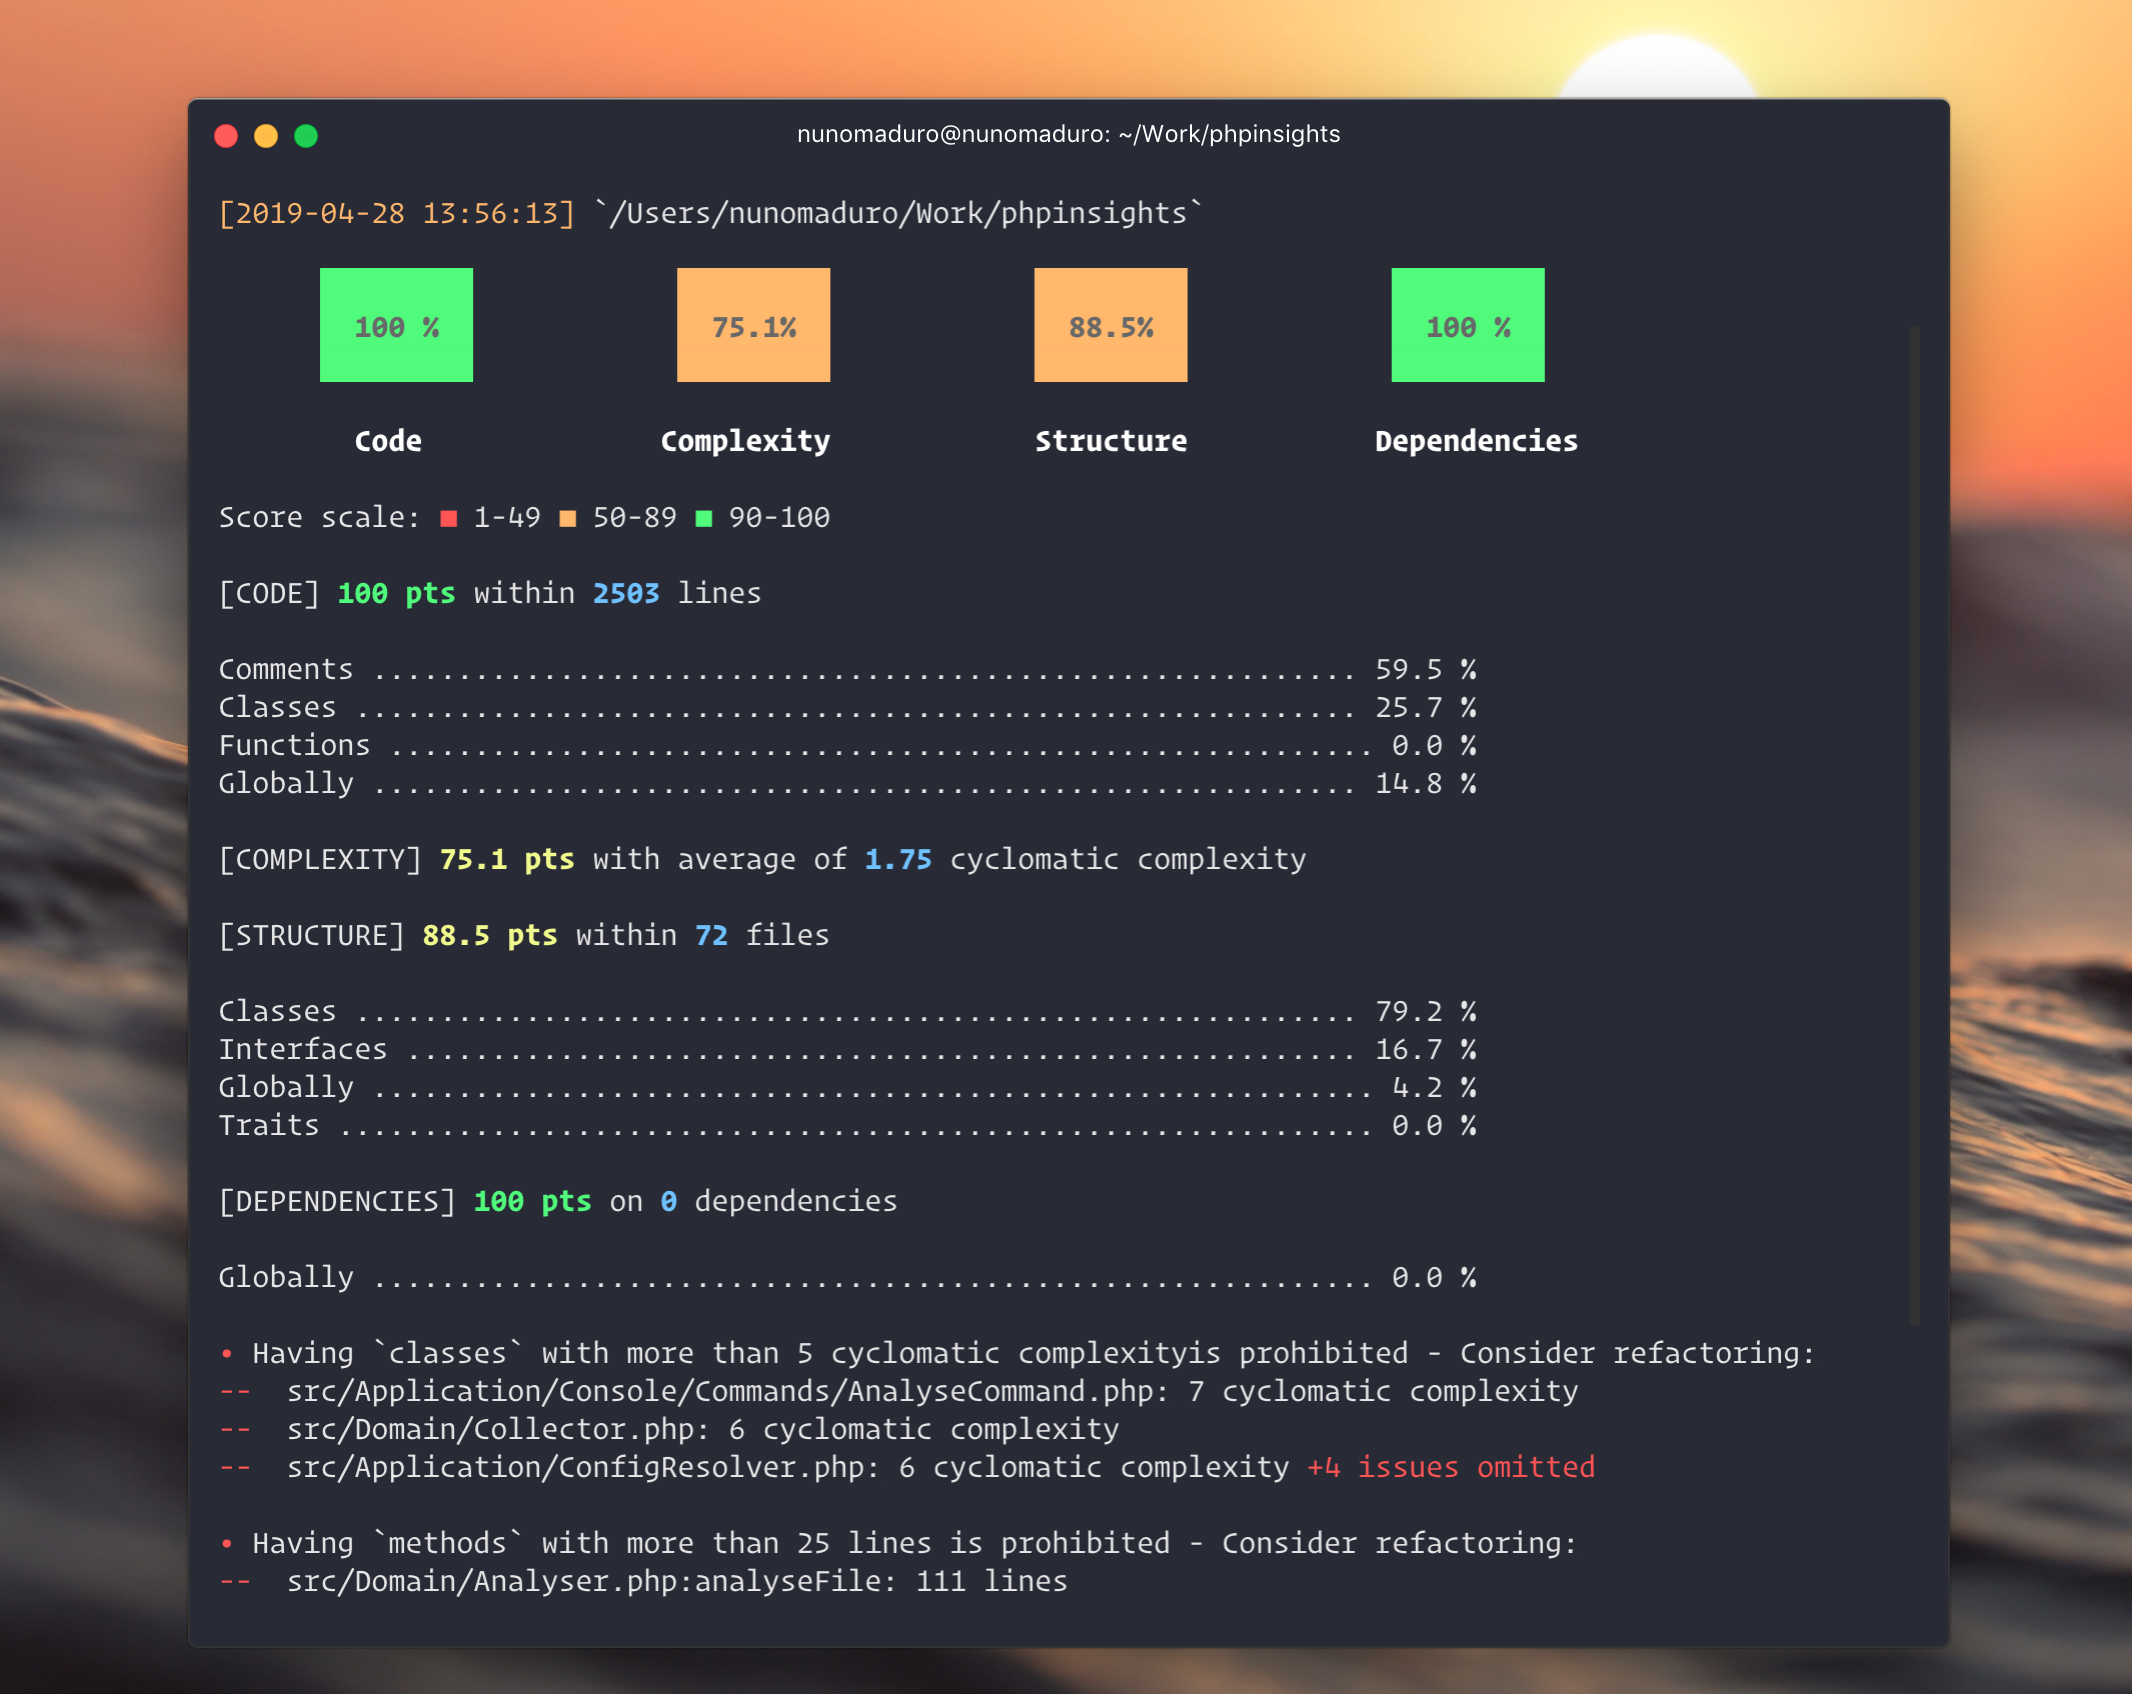 nunomaduro@nunomaduro: ~/Work/phpinsights
[2019-04-28 13:56:13] `/Users/nunomaduro/Work/phpinsights`
100 % 75.1% 88.5% 100 %
Code Complexity Structure Dependencies
Score scale: ■ 1-49 ■ 50-89 ■ 90-100
[CODE] 100 pts within 2503 lines
Comments .......................................................... 59.5 %
Classes ........................................................... 25.7 %
Functions .......................................................... 0.0 %
Globally .......................................................... 14.8 %
[COMPLEXITY] 75.1 pts with average of 1.75 cyclomatic complexity
[STRUCTURE] 88.5 pts within 72 files
Classes ........................................................... 79.2 %
Interfaces ........................................................ 16.7 %
Globally ........................................................... 4.2 %
Traits ............................................................. 0.0 %
[DEPENDENCIES] 100 pts on 0 dependencies
Globally ........................................................... 0.0 %
• Having `classes` with more than 5 cyclomatic complexityis prohibited - Consider refactoring:
-- src/Application/Console/Commands/AnalyseCommand.php: 7 cyclomatic complexity
-- src/Domain/Collector.php: 6 cyclomatic complexity
-- src/Application/ConfigResolver.php: 6 cyclomatic complexity +4 issues omitted
• Having `methods` with more than 25 lines is prohibited - Consider refactoring:
-- src/Domain/Analyser.php:analyseFile: 111 lines